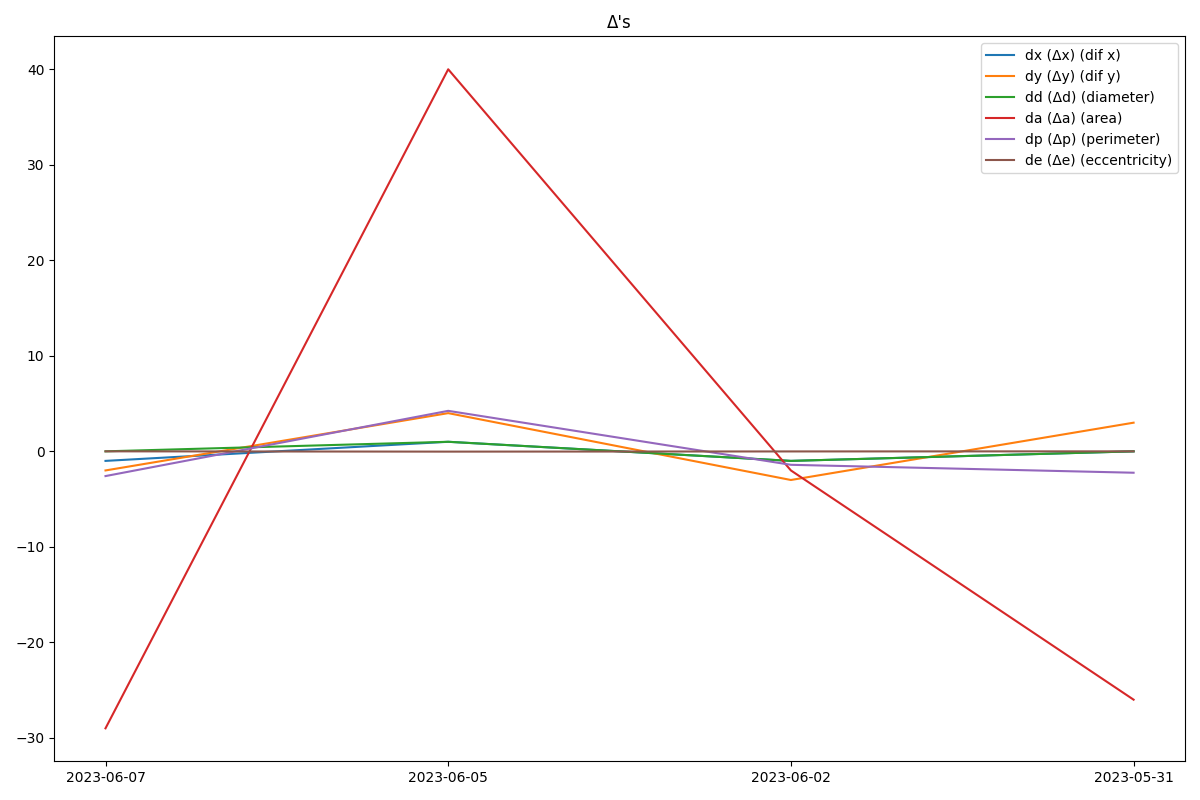 Δ's
dx (Δx) (dif x)
dy (Δy) (dif y)
dd (Δd) (diameter)
da (Δa) (area)
dp (Δp) (perimeter)
de (Δe) (eccentricity)
40
30
20
10
0
−10
−20
−30
2023-06-07 2023-06-05 2023-06-02 2023-05-31